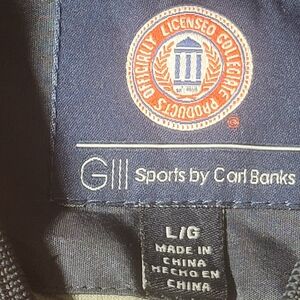 OFFICIALLY LICENSED COLLEGIATE PRODUCTS
®
GIII Sports by Carl Banks
L/G
MADE IN
CHINA
HECHO EN
CHINA